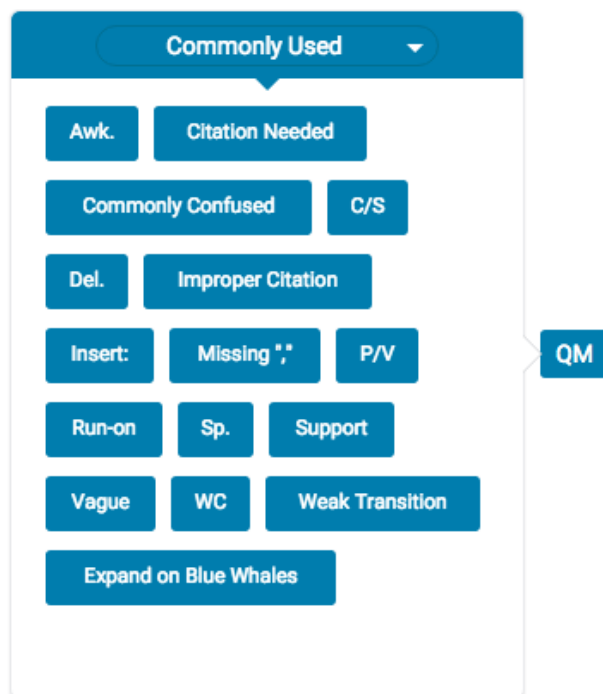 Commonly Used
Awk. Citation Needed
Commonly Confused C/S
Del. Improper Citation
Insert: Missing "," P/V
QM
Run-on Sp. Support
Vague WC Weak Transition
Expand on Blue Whales